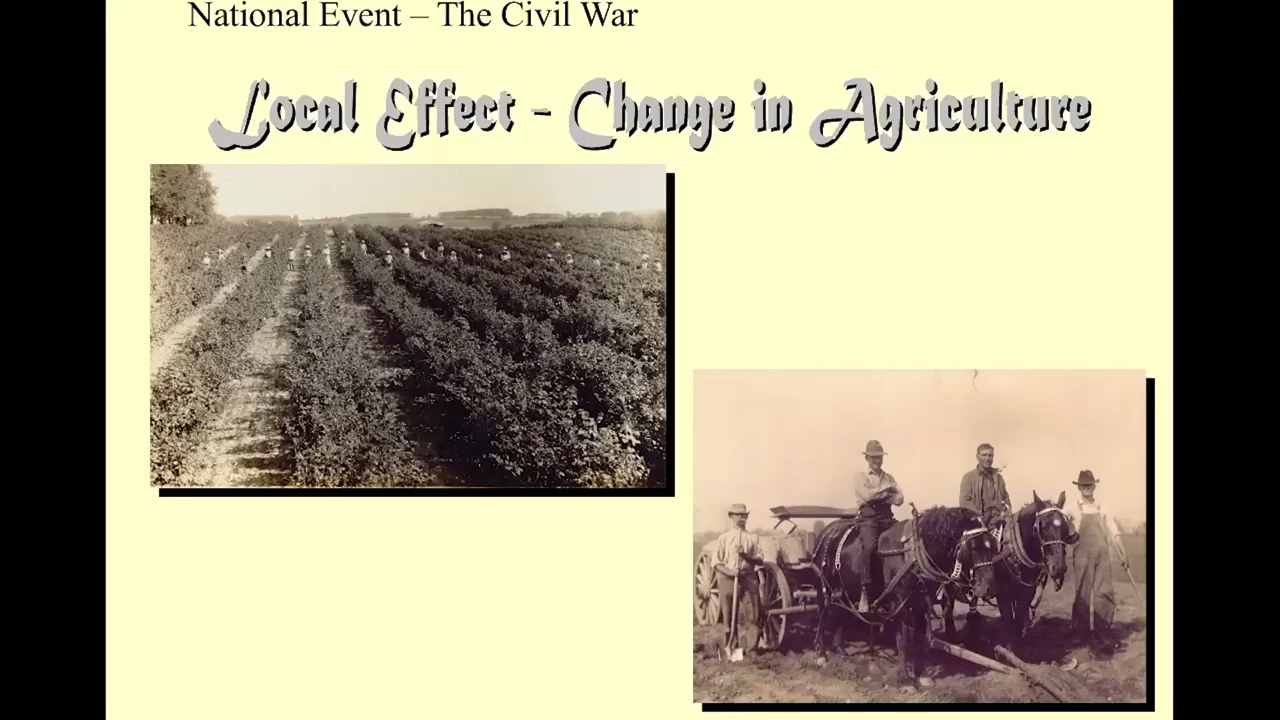 National Event – The Civil War
Local Effect - Change in Agriculture